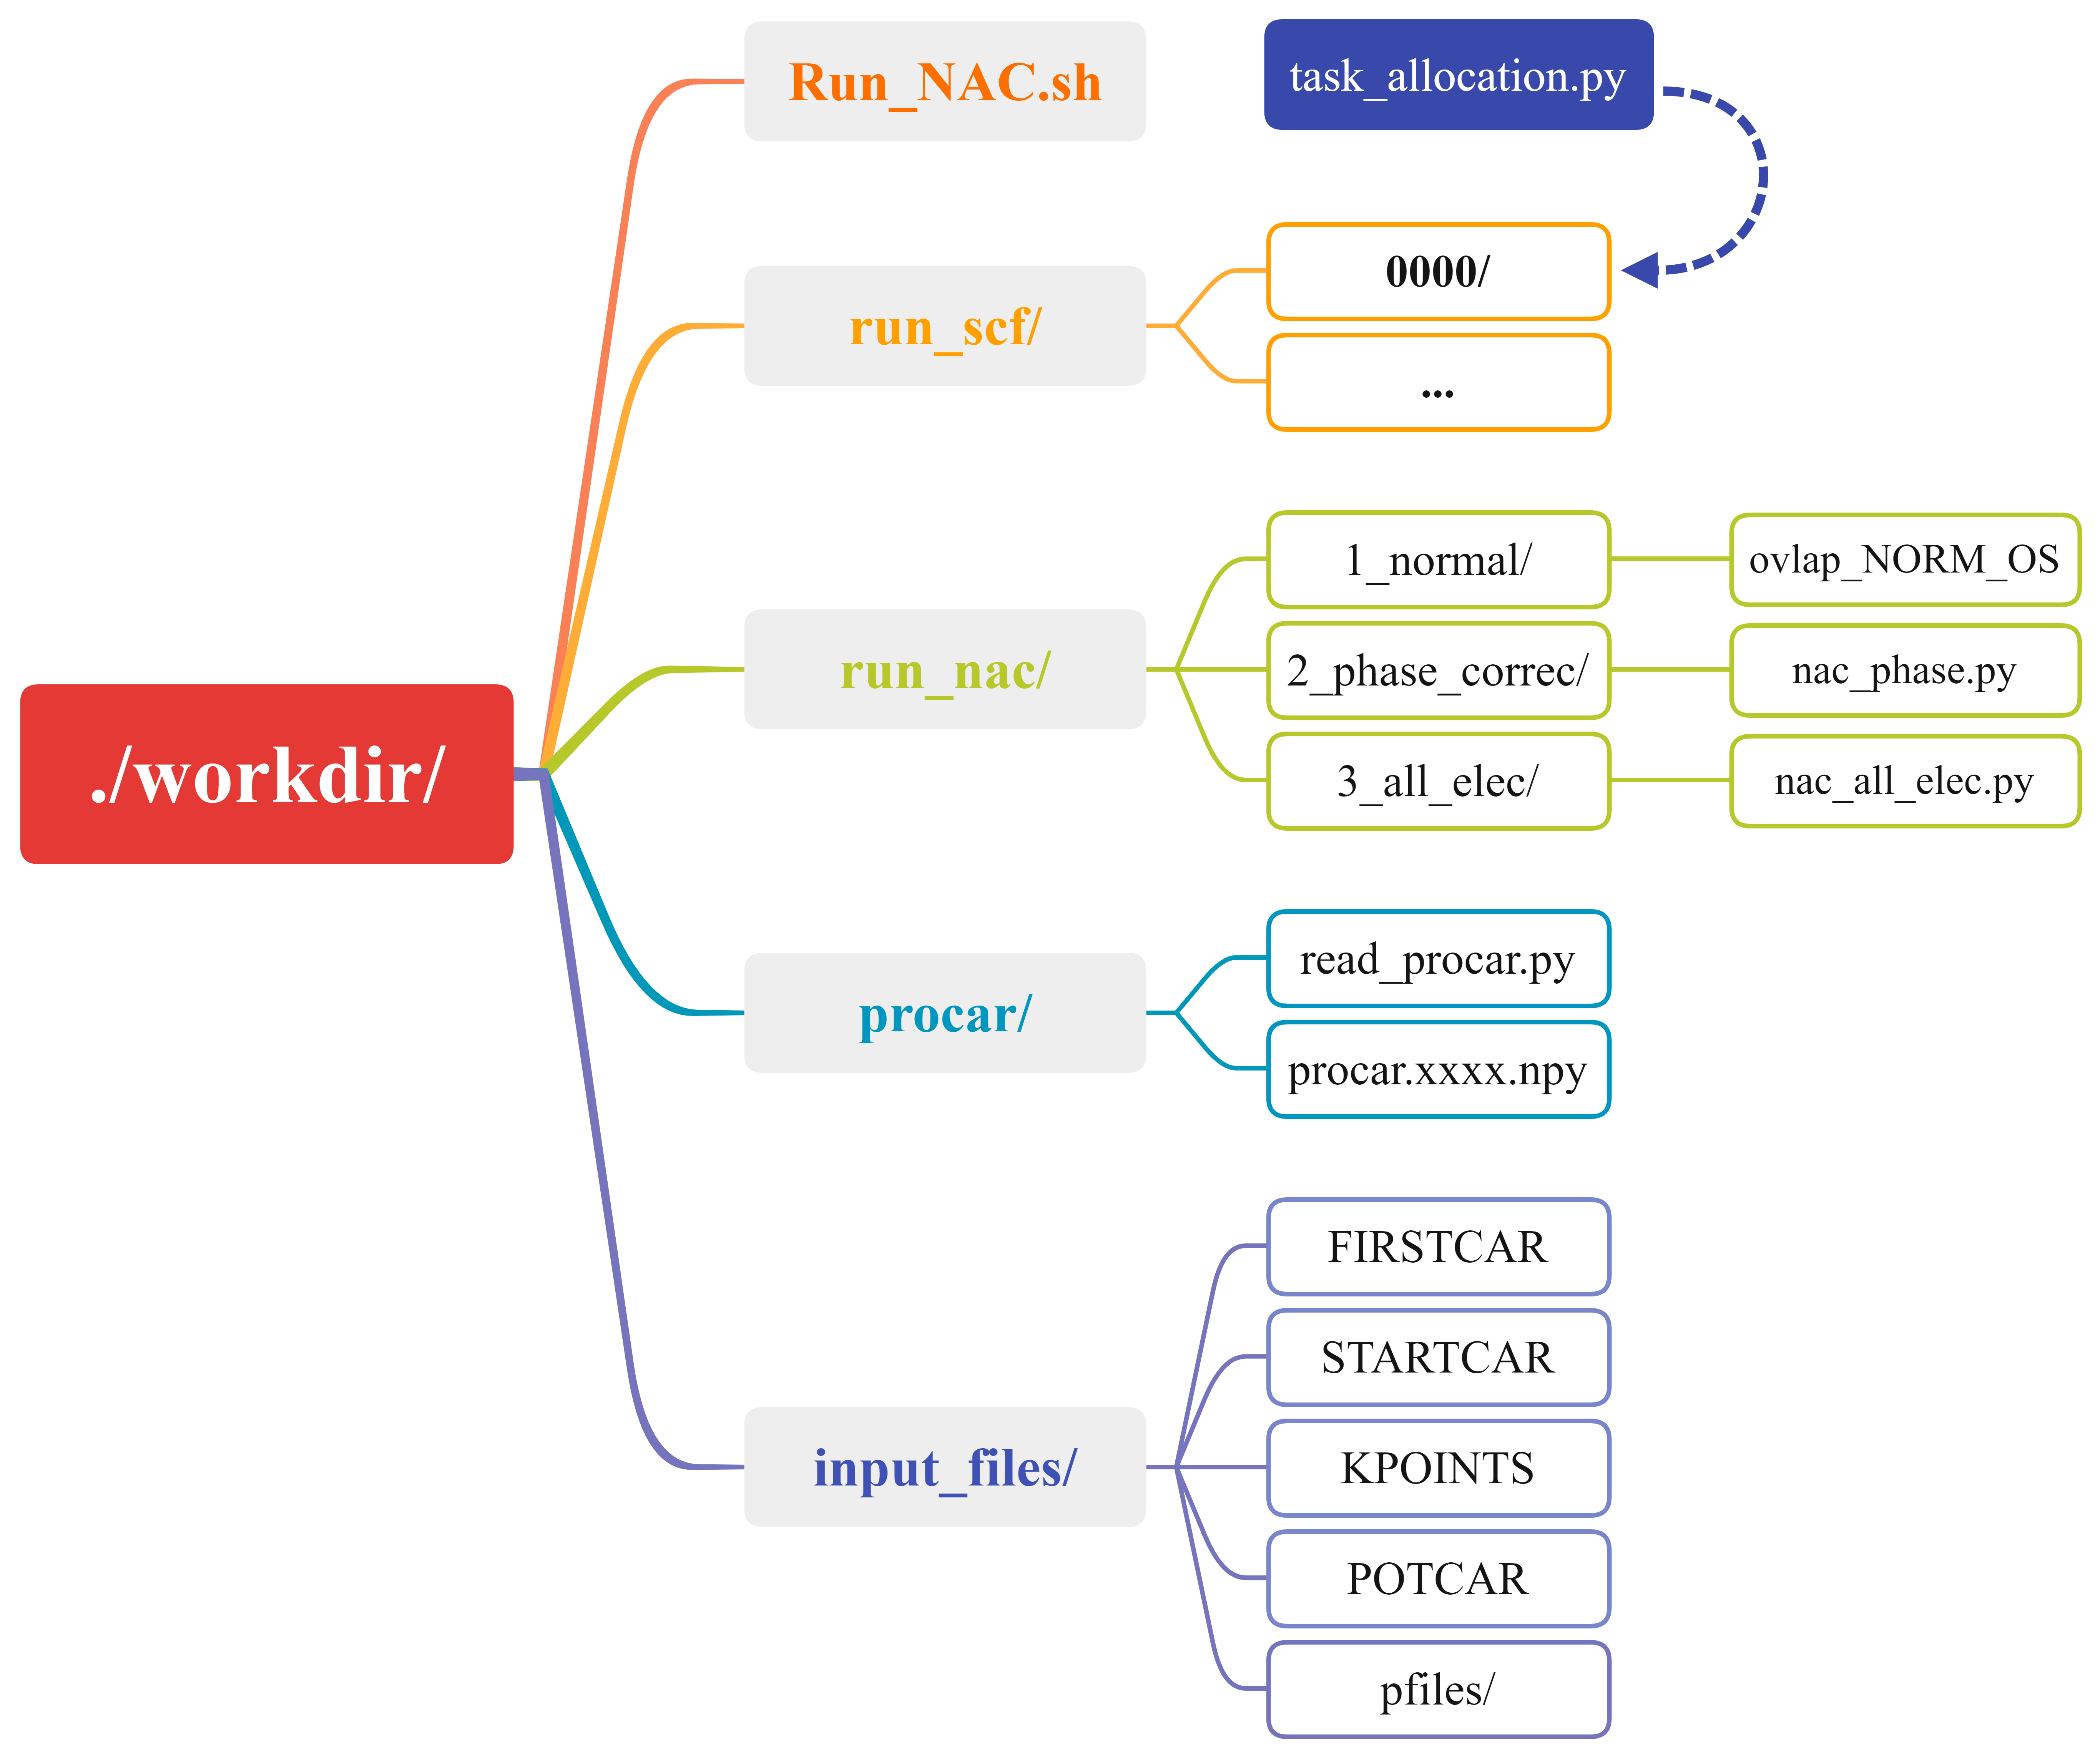 ./workdir/
Run_NAC.sh
task_allocation.py
run_scf/
0000/
...
run_nac/
1_normal/
ovlap_NORM_OS
2_phase_correc/
nac_phase.py
3_all_elec/
nac_all_elec.py
procar/
read_procar.py
procar.xxxx.npy
input_files/
FIRSTCAR
STARTCAR
KPOINTS
POTCAR
pfiles/